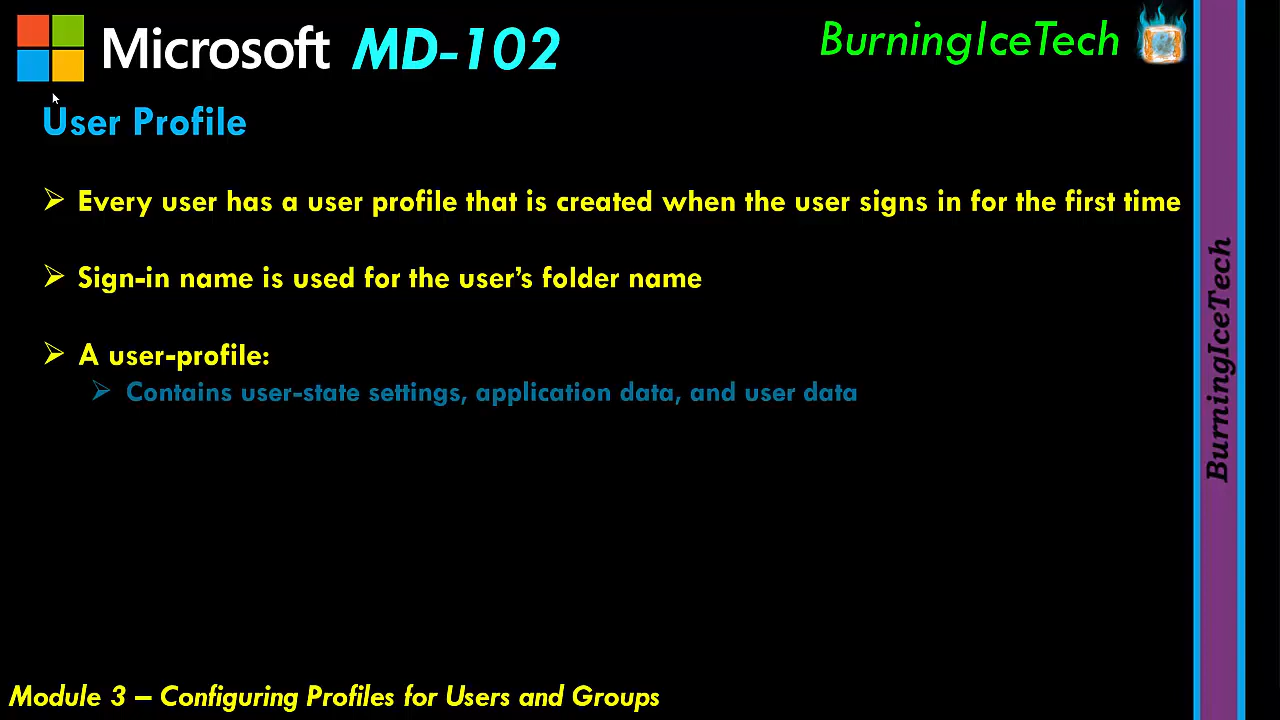 Microsoft MD-102
BurningIceTech
User Profile
Every user has a user profile that is created when the user signs in for the first time
Sign-in name is used for the user's folder name
A user-profile:
Contains user-state settings, application data, and user data
BurningIceTech
Module 3 – Configuring Profiles for Users and Groups